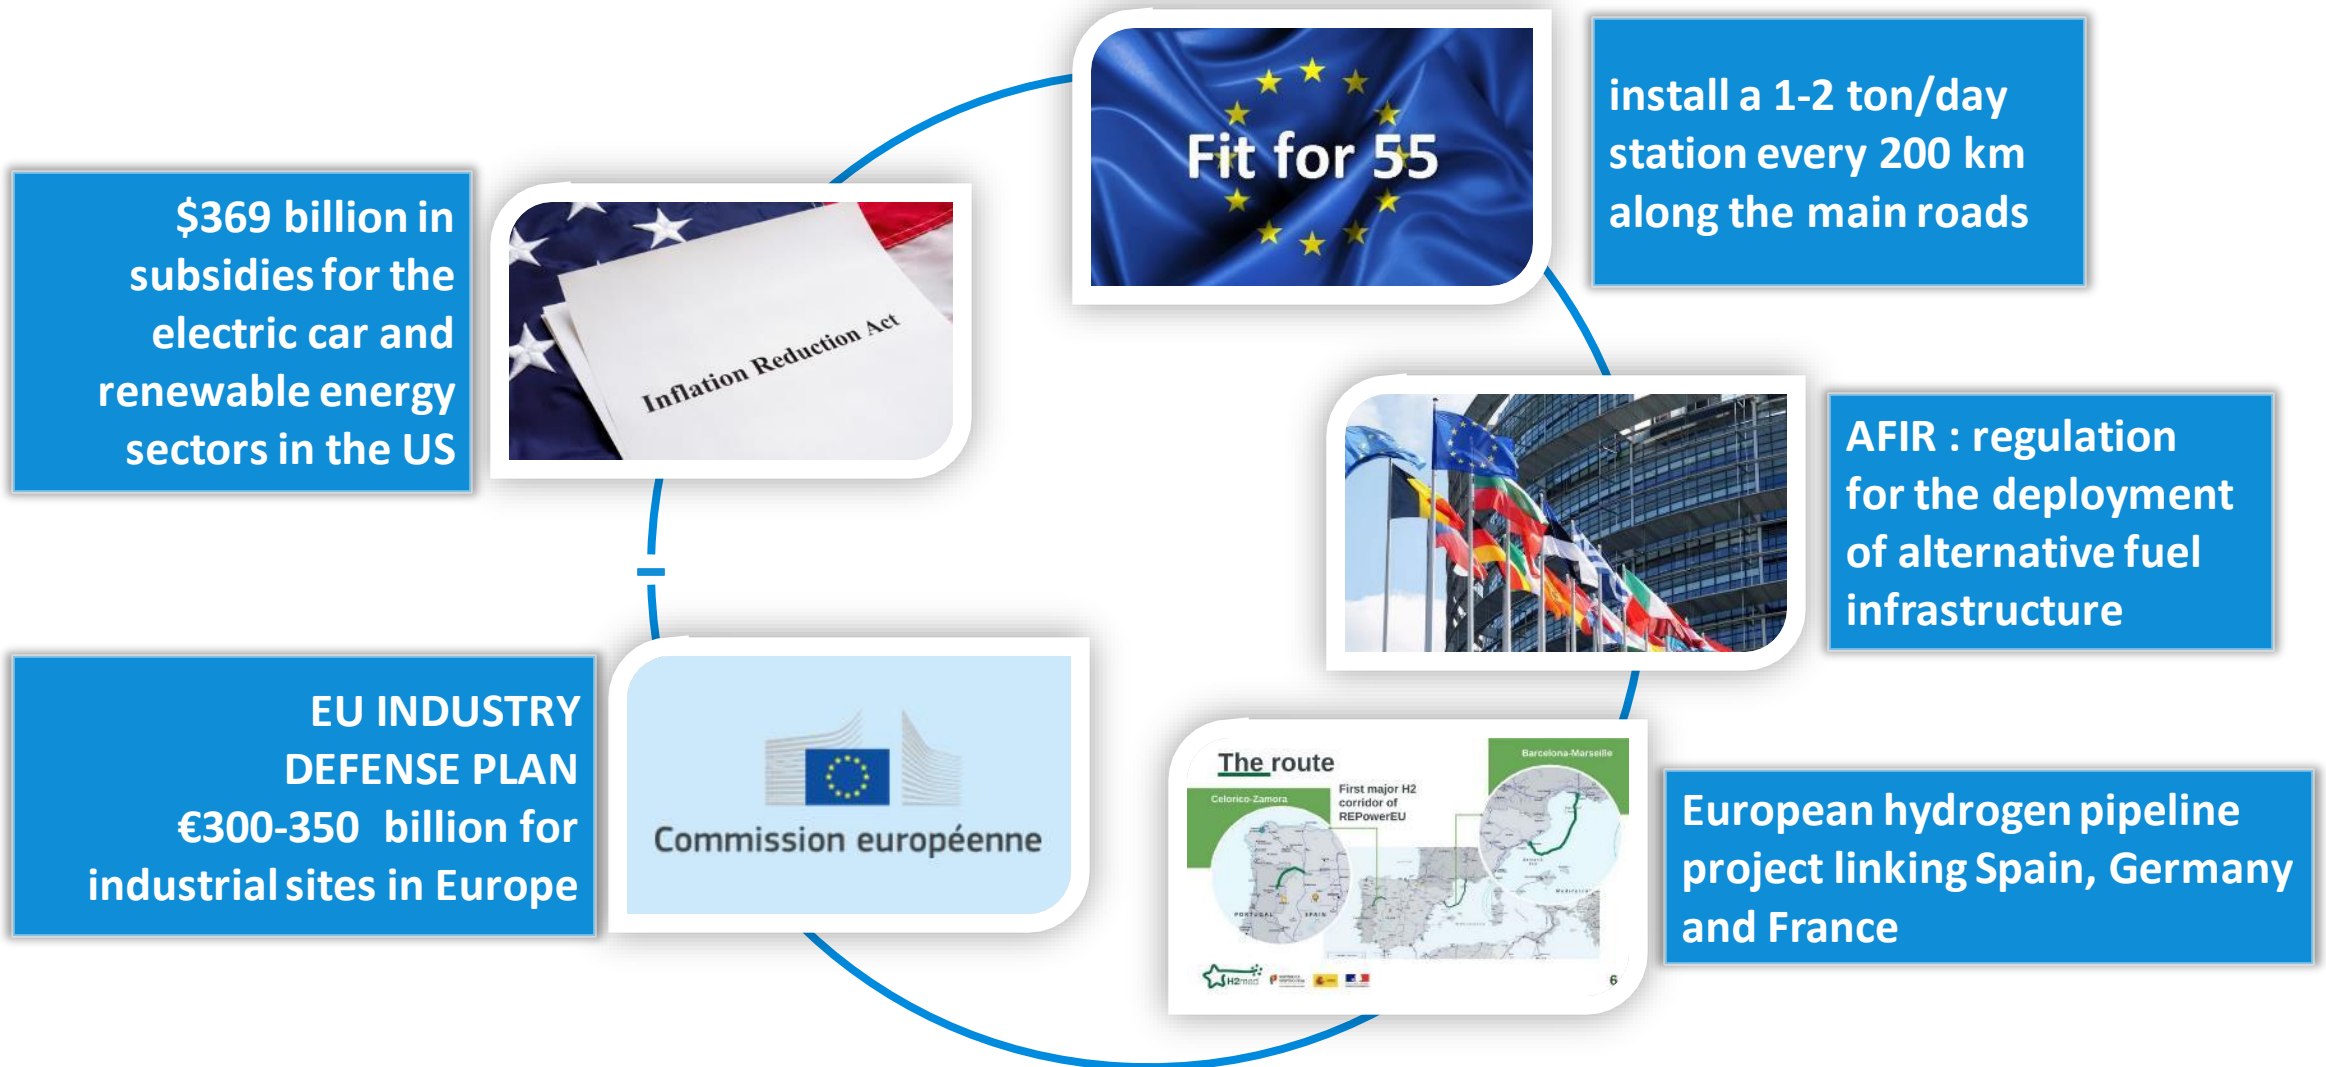 Fit for 55
install a 1-2 ton/day
station every 200 km
along the main roads
$369 billion in
subsidies for the
electric car and
renewable energy
sectors in the US
Inflation Reduction Act
AFIR : regulation
for the deployment
of alternative fuel
infrastructure
EU INDUSTRY
DEFENSE PLAN
€300-350 billion for
industrial sites in Europe
Commission européenne
The route
Barcelona-Marseille
Celorico-Zamora
First major H2
corridor of
REPowerEU
PORTUGAL
SPAIN
H2med
6
European hydrogen pipeline
project linking Spain, Germany
and France